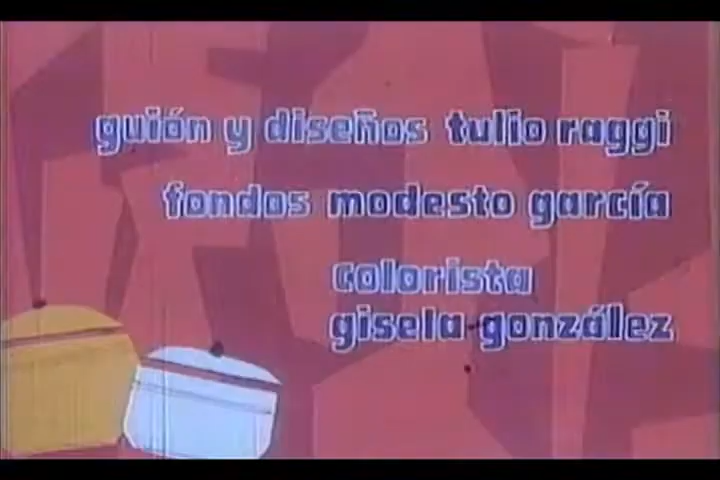 guión y diseños tulio raggi
fondos modesto garcía
colorista
gisela gonzález